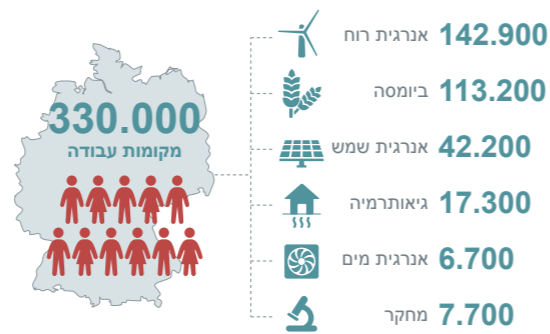 330.000
מקומות עבודה
אנרגית רוח 142.900
ביומסה 113.200
אנרגית שמש 42.200
גיאותרמיה 17.300
אנרגית מים 6.700
מחקר 7.700